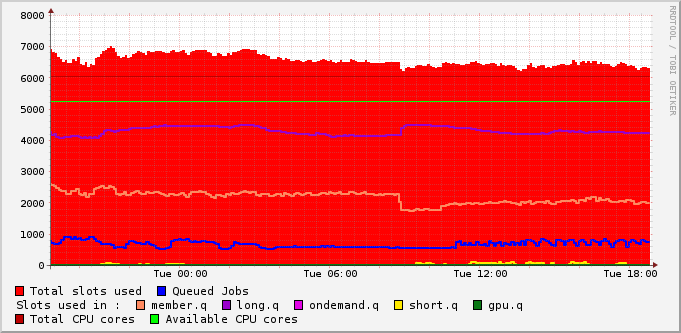 8000
7000
6000
5000
4000
3000
2000
1000
0
Tue 00:00 Tue 06:00 Tue 12:00 Tue 18:00
Total slots used Queued Jobs
Slots used in : member.q long.q ondemand.q short.q gpu.q
Total CPU cores Available CPU cores
RRDTOOL / TOBI OETIKER